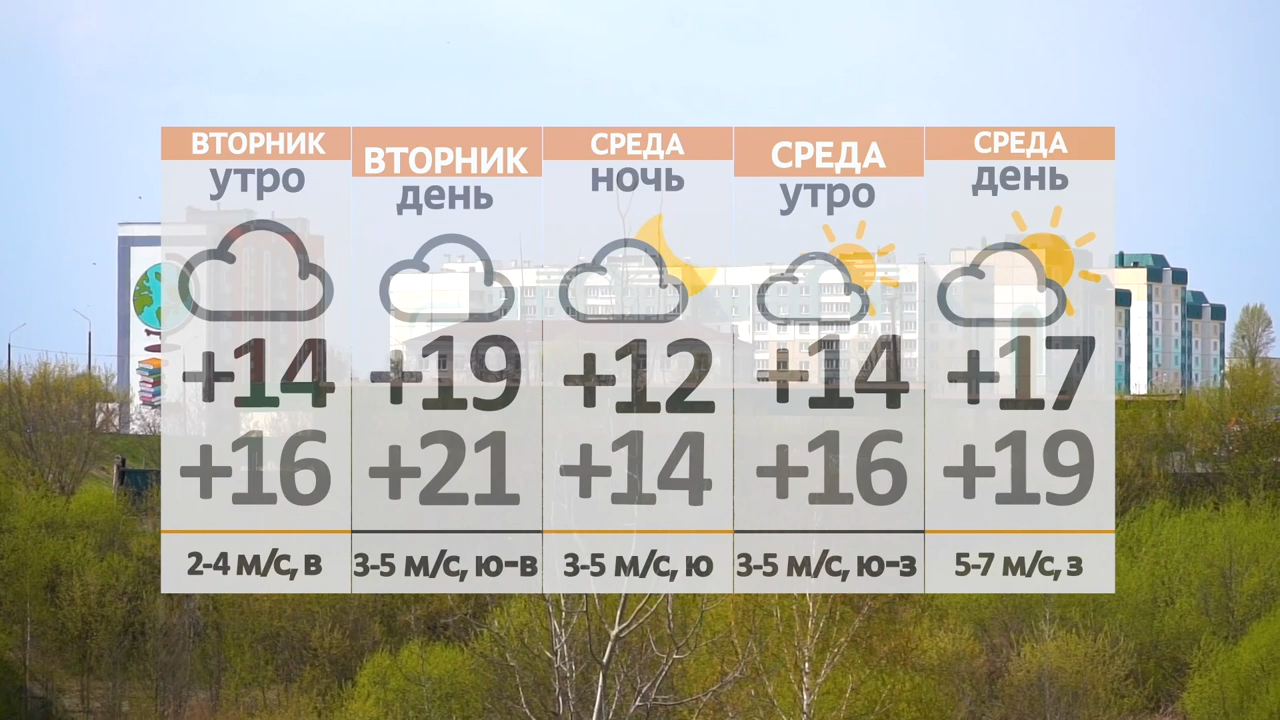 ВТОРНИК
утро
+14
+16
2-4 м/с, в
ВТОРНИК
день
+19
+21
3-5 м/с, ю-в
СРЕДА
ночь
+12
+14
3-5 м/с, ю
СРЕДА
утро
+14
+16
3-5 м/с, ю-з
СРЕДА
день
+17
+19
5-7 м/с, з